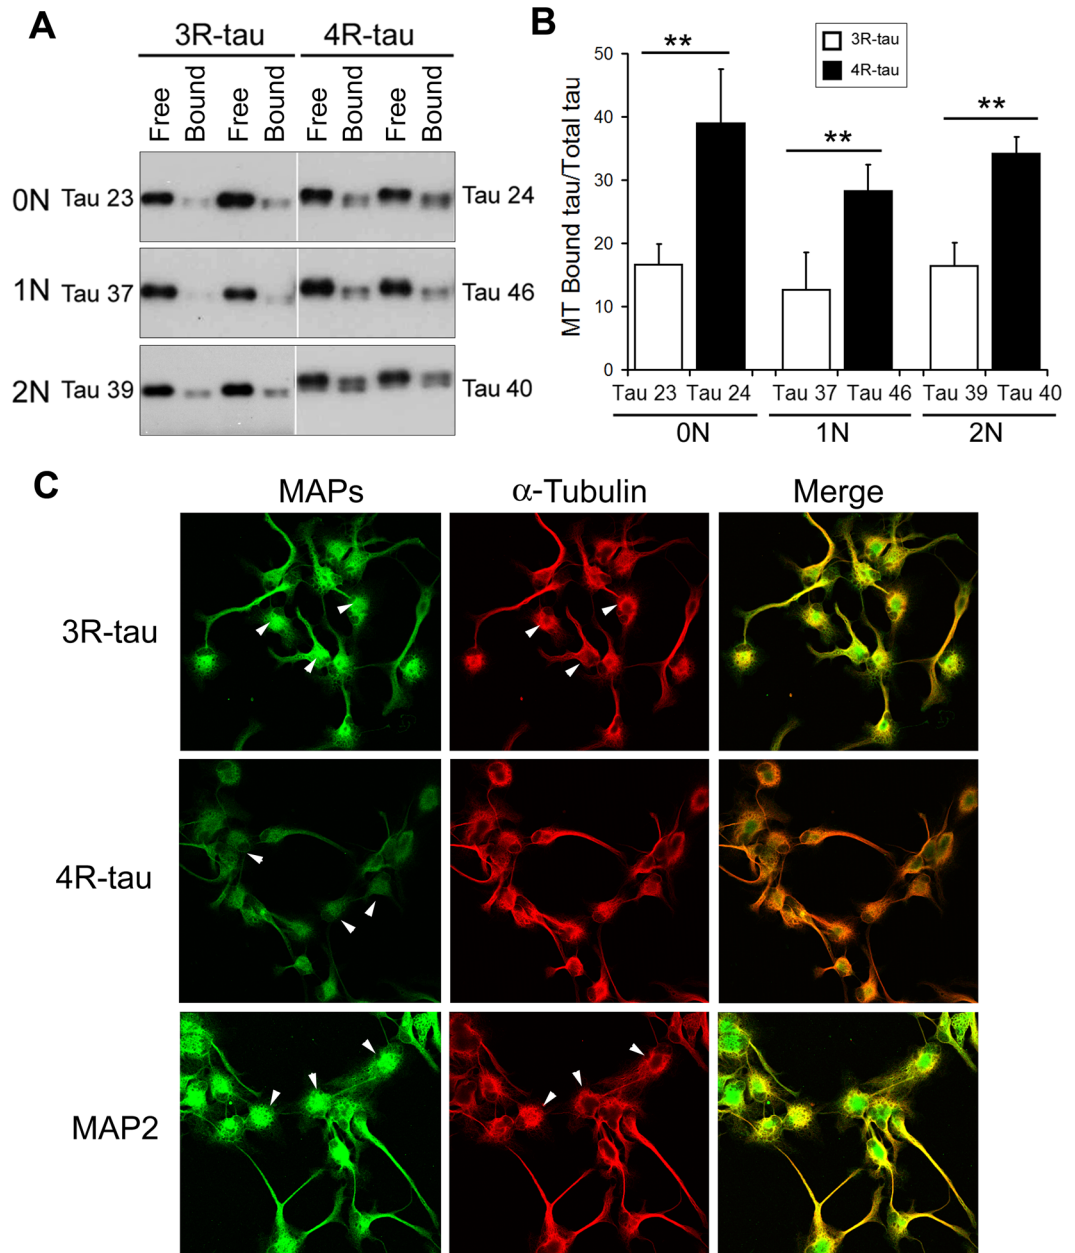 A
3R-tau 4R-tau
Free Bound Free Bound Free Bound Free Bound
0N Tau 23 Tau 24
1N Tau 37 Tau 46
2N Tau 39 Tau 40
B
3R-tau
4R-tau
MT Bound tau/Total tau
50
40
30
20
10
0
** ** **
Tau 23 Tau 24 Tau 37 Tau 46 Tau 39 Tau 40
0N 1N 2N
C
MAPs α-Tubulin Merge
3R-tau
4R-tau
MAP2